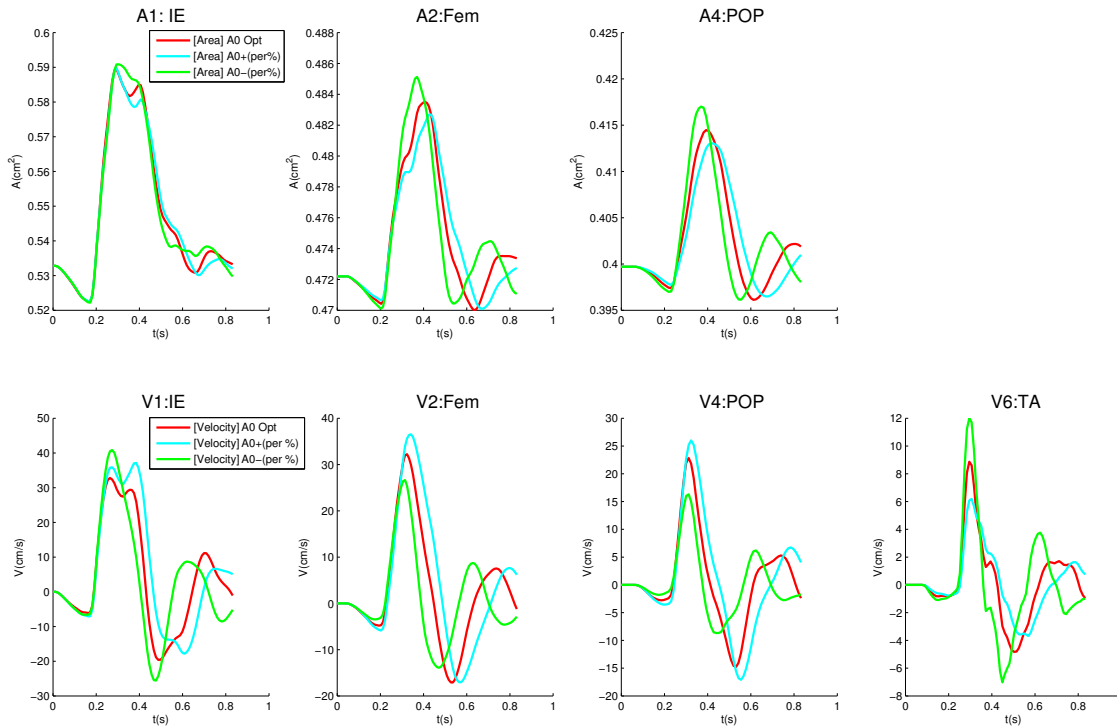 A1: IE
A2:Fem
A4:POP
[Area] A0 Opt
[Area] A0+(per%)
[Area] A0−(per%)
0.6
0.59
0.58
0.57
0.56
0.55
0.54
0.53
0.52
A(cm²)
0 0.2 0.4 0.6 0.8 1
t(s)
0.488
0.486
0.484
0.482
0.48
0.478
0.476
0.474
0.472
0.47
A(cm²)
0 0.2 0.4 0.6 0.8 1
t(s)
0.425
0.42
0.415
0.41
0.405
0.4
0.395
A(cm²)
0 0.2 0.4 0.6 0.8 1
t(s)
V1:IE
V2:Fem
V4:POP
V6:TA
[Velocity] A0 Opt
[Velocity] A0+(per %)
[Velocity] A0−(per %)
50
40
30
20
10
0
−10
−20
−30
V(cm/s)
0 0.2 0.4 0.6 0.8 1
t(s)
40
30
20
10
0
−10
−20
V(cm/s)
0 0.2 0.4 0.6 0.8 1
t(s)
30
25
20
15
10
5
0
−5
−10
−15
−20
V(cm/s)
0 0.2 0.4 0.6 0.8 1
t(s)
12
10
8
6
4
2
0
−2
−4
−6
−8
V(cm/s)
0 0.2 0.4 0.6 0.8
t(s)